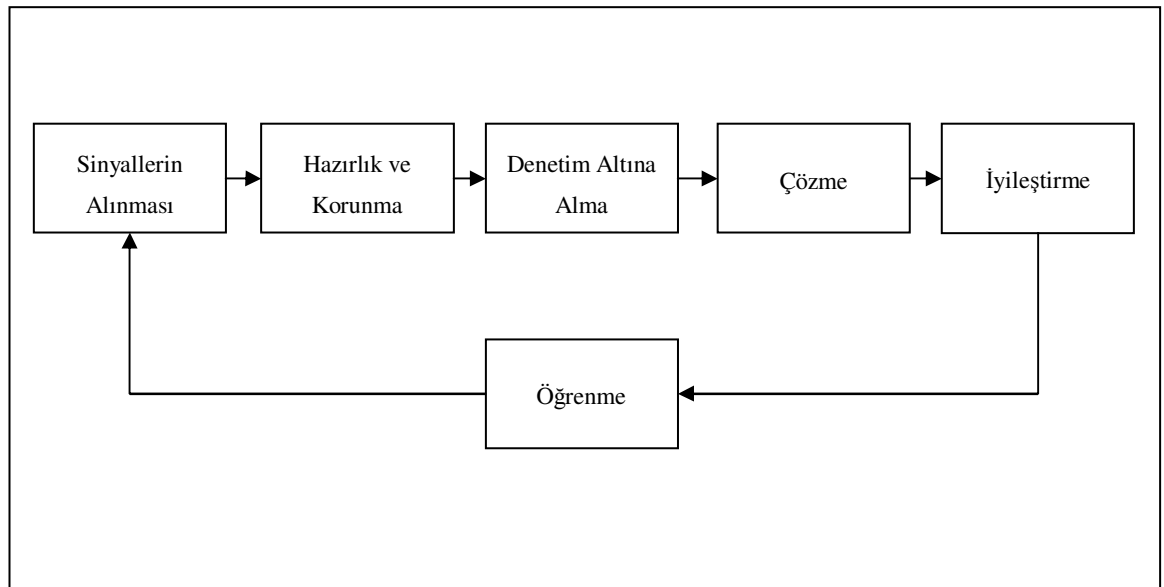 Sinyallerin
Alınması
Hazırlık ve
Korunma
Denetim Altına
Alma
Çözme
İyileştirme
Öğrenme